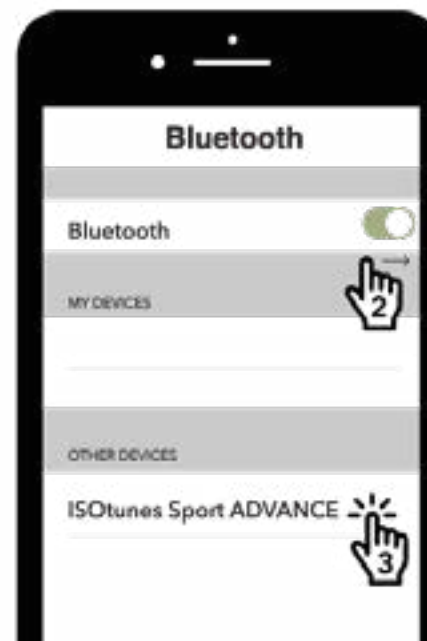 Bluetooth
Bluetooth
2
MY DEVICES
OTHER DEVICES
ISOtunes Sport ADVANCE
3